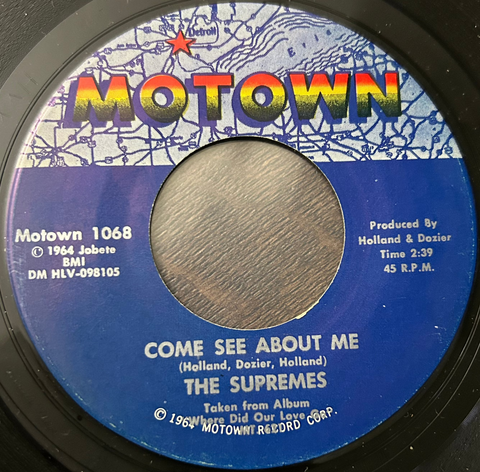 Detroit
MOTOWN
Motown 1068
© 1964 Jobete
BMI
DM HLV-098105
Produced By
Holland & Dozier
Time 2:39
45 R.P.M.
COME SEE ABOUT ME
(Holland, Dozier, Holland)
THE SUPREMES
Taken from Album
"Where Did Our Love Go"
© 1964 MOTOWN RECORD CORP.